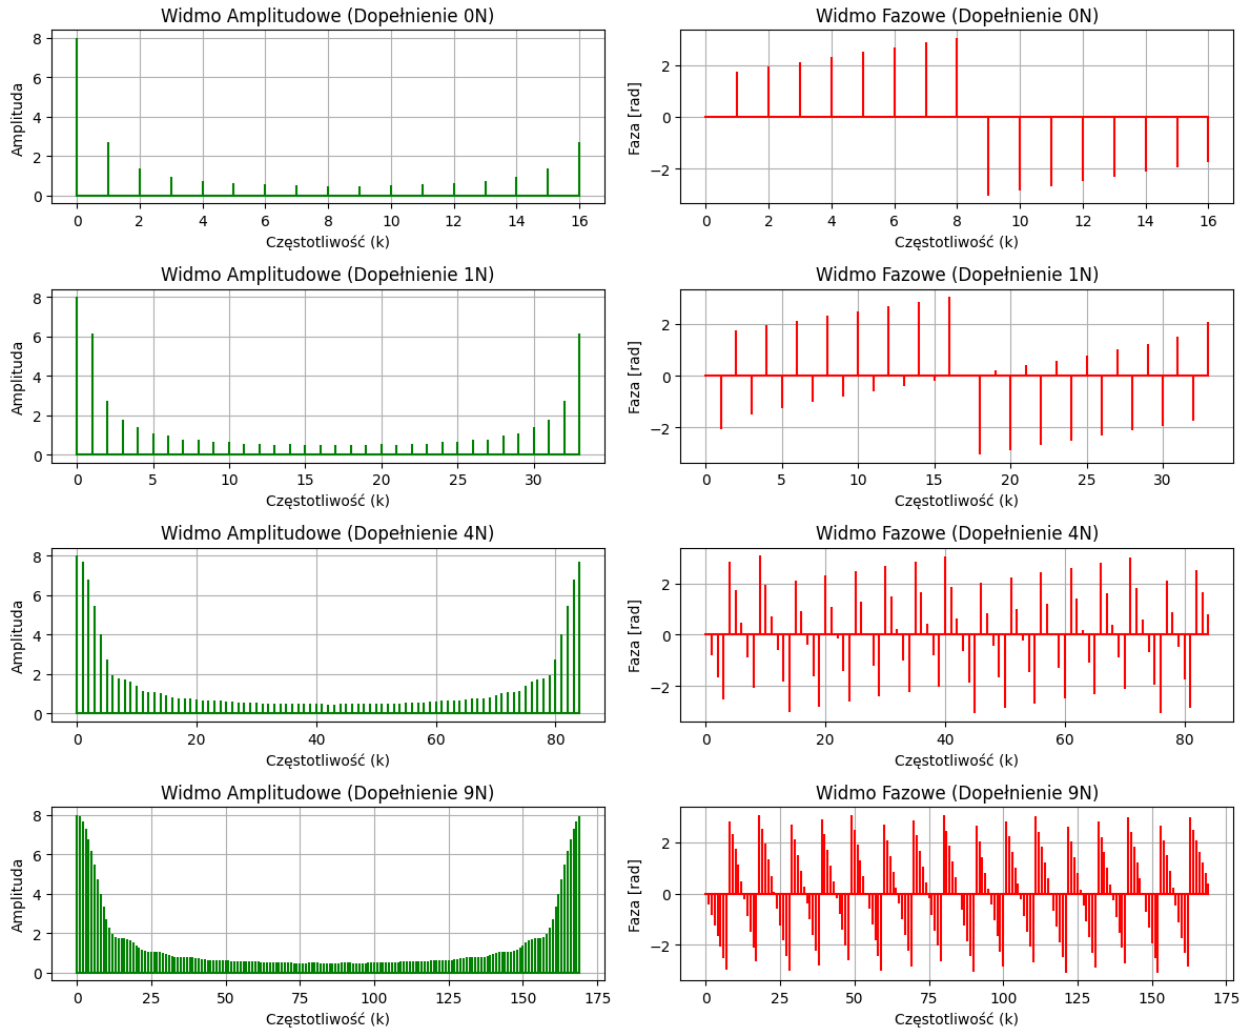 Widmo Amplitudowe (Dopełnienie 0N)
Amplituda
8
6
4
2
0
0 2 4 6 8 10 12 14 16
Częstotliwość (k)
Widmo Fazowe (Dopełnienie 0N)
Faza [rad]
2
0
−2
0 2 4 6 8 10 12 14 16
Częstotliwość (k)
Widmo Amplitudowe (Dopełnienie 1N)
Amplituda
8
6
4
2
0
0 5 10 15 20 25 30
Częstotliwość (k)
Widmo Fazowe (Dopełnienie 1N)
Faza [rad]
2
0
−2
0 5 10 15 20 25 30
Częstotliwość (k)
Widmo Amplitudowe (Dopełnienie 4N)
Amplituda
8
6
4
2
0
0 20 40 60 80
Częstotliwość (k)
Widmo Fazowe (Dopełnienie 4N)
Faza [rad]
2
0
−2
0 20 40 60 80
Częstotliwość (k)
Widmo Amplitudowe (Dopełnienie 9N)
Amplituda
8
6
4
2
0
0 25 50 75 100 125 150 175
Częstotliwość (k)
Widmo Fazowe (Dopełnienie 9N)
Faza [rad]
2
0
−2
0 25 50 75 100 125 150 175
Częstotliwość (k)